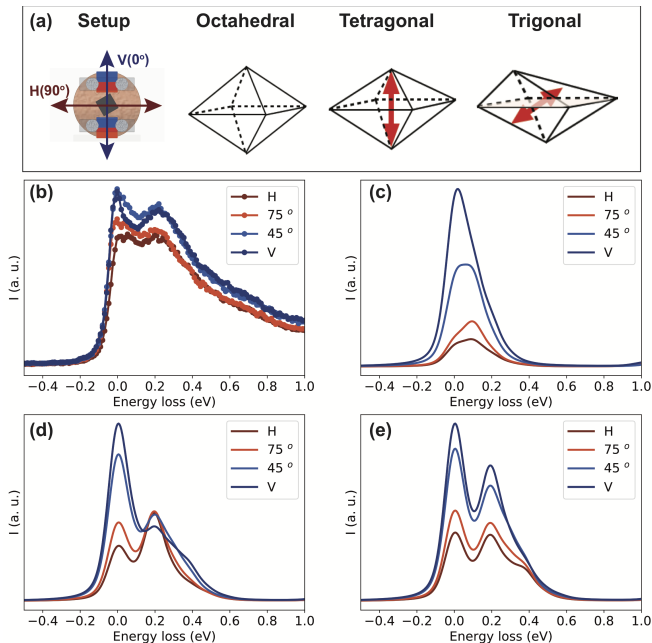 (a) Setup Octahedral Tetragonal Trigonal
V(0º)
H(90º)
(b)
H
75 º
45 º
V
I (a. u.)
−0.4 −0.2 0.0 0.2 0.4 0.6 0.8 1.0
Energy loss (eV)
(c)
H
75 º
45 º
V
I (a. u.)
−0.4 −0.2 0.0 0.2 0.4 0.6 0.8 1.0
Energy loss (eV)
(d)
H
75 º
45 º
V
I (a. u.)
−0.4 −0.2 0.0 0.2 0.4 0.6 0.8 1.0
Energy loss (eV)
(e)
H
75 º
45 º
V
I (a. u.)
−0.4 −0.2 0.0 0.2 0.4 0.6 0.8 1.0
Energy loss (eV)